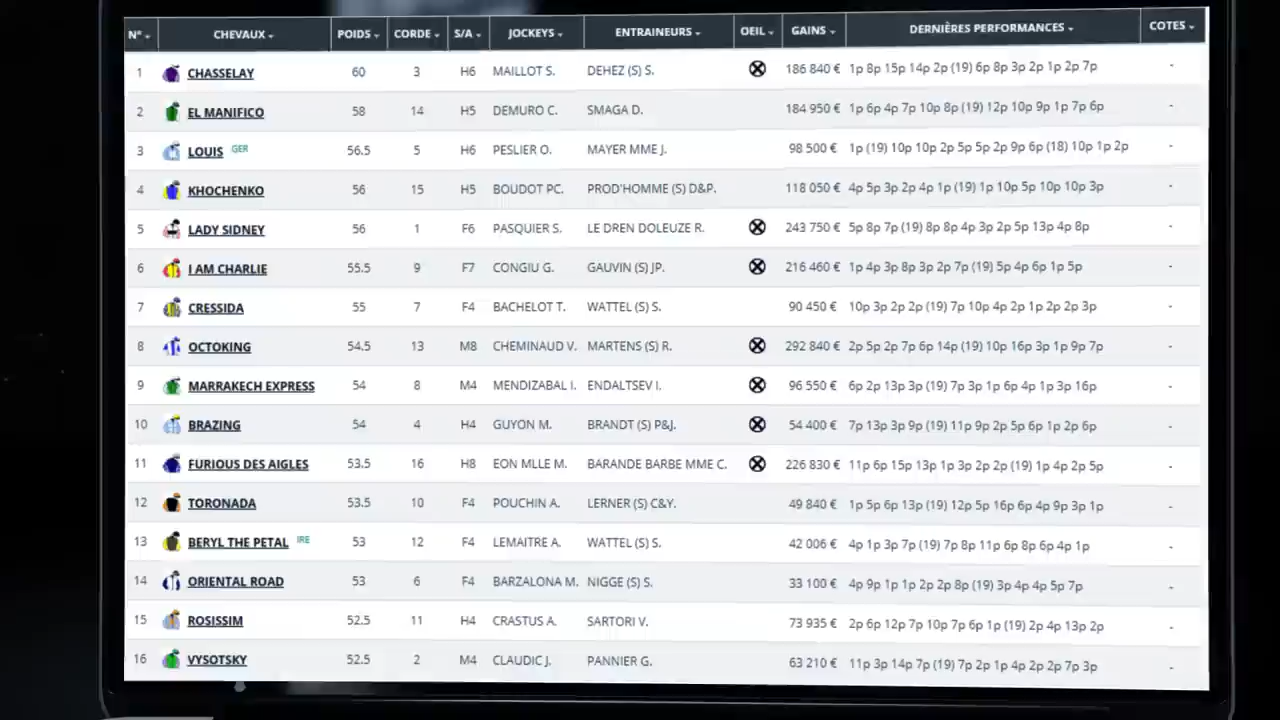 N° CHEVAUX POIDS CORDE S/A JOCKEYS ENTRAINEURS OEIL GAINS DERNIÈRES PERFORMANCES COTES
1 CHASSELAY 60 3 H6 MAILLOT S. DEHEZ (S) S. 186 840 € 1p 8p 15p 14p 2p (19) 6p 8p 3p 2p 1p 2p 7p -
2 EL MANIFICO 58 14 H5 DEMURO C. SMAGA D. 184 950 € 1p 6p 4p 7p 10p 8p (19) 12p 10p 9p 1p 7p 6p -
3 LOUIS GER 56.5 5 H6 PESLIER O. MAYER MME J. 98 500 € 1p (19) 10p 10p 2p 5p 5p 2p 9p 6p (18) 10p 1p 2p -
4 KHOCHENKO 56 15 H5 BOUDOT PC. PROD'HOMME (S) D&P. 118 050 € 4p 5p 3p 2p 4p 1p (19) 1p 10p 5p 10p 10p 3p -
5 LADY SIDNEY 56 1 F6 PASQUIER S. LE DREN DOLEUZE R. 243 750 € 5p 8p 7p (19) 8p 8p 4p 3p 2p 5p 13p 4p 8p -
6 I AM CHARLIE 55.5 9 F7 CONGIU G. GAUVIN (S) JP. 216 460 € 1p 4p 3p 8p 3p 2p 7p (19) 5p 4p 6p 1p 5p -
7 CRESSIDA 55 7 F4 BACHELOT T. WATTEL (S) S. 90 450 € 10p 3p 2p 2p (19) 7p 10p 4p 2p 1p 2p 2p 3p -
8 OCTOKING 54.5 13 M8 CHEMINAUD V. MARTENS (S) R. 292 840 € 2p 5p 2p 7p 6p 14p (19) 10p 16p 3p 1p 9p 7p -
9 MARRAKECH EXPRESS 54 8 M4 MENDIZABAL I. ENDALTSEV I. 96 550 € 6p 2p 13p 3p (19) 7p 3p 1p 6p 4p 1p 3p 16p -
10 BRAZING 54 4 H4 GUYON M. BRANDT (S) P&J. 54 400 € 7p 13p 3p 9p (19) 11p 9p 2p 5p 6p 1p 2p 6p -
11 FURIOUS DES AIGLES 53.5 16 H8 EON MLLE M. BARANDE BARBE MME C. 226 830 € 11p 6p 15p 13p 1p 3p 2p 2p (19) 1p 4p 2p 5p -
12 TORONADA 53.5 10 F4 POUCHIN A. LERNER (S) C&Y. 49 840 € 1p 5p 6p 13p (19) 12p 5p 16p 6p 4p 9p 3p 1p -
13 BERYL THE PETAL IRE 53 12 F4 LEMAITRE A. WATTEL (S) S. 42 006 € 4p 1p 3p 7p (19) 7p 8p 11p 6p 8p 6p 4p 1p -
14 ORIENTAL ROAD 53 6 F4 BARZALONA M. NIGGE (S) S. 33 100 € 4p 9p 1p 1p 2p 2p 8p (19) 3p 4p 4p 5p 7p -
15 ROSISSIM 52.5 11 H4 CRASTUS A. SARTORI V. 73 935 € 2p 6p 12p 7p 10p 7p 6p 1p (19) 2p 4p 13p 2p -
16 VYSOTSKY 52.5 2 M4 CLAUDIC J. PANNIER G. 63 210 € 11p 3p 14p 7p (19) 7p 2p 1p 4p 2p 2p 7p 3p -